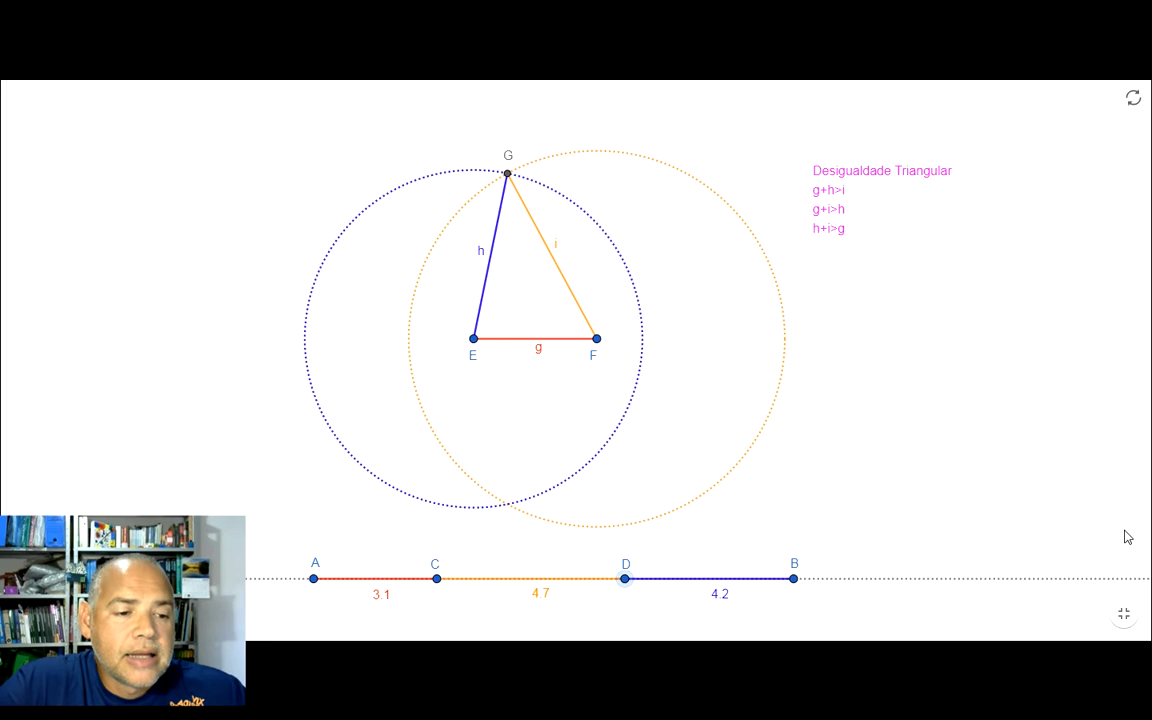 G
Desigualdade Triangular
g+h>i
g+i>h
h+i>g
h
i
g
E
F
A
C
D
B
3.1
4.7
4.2